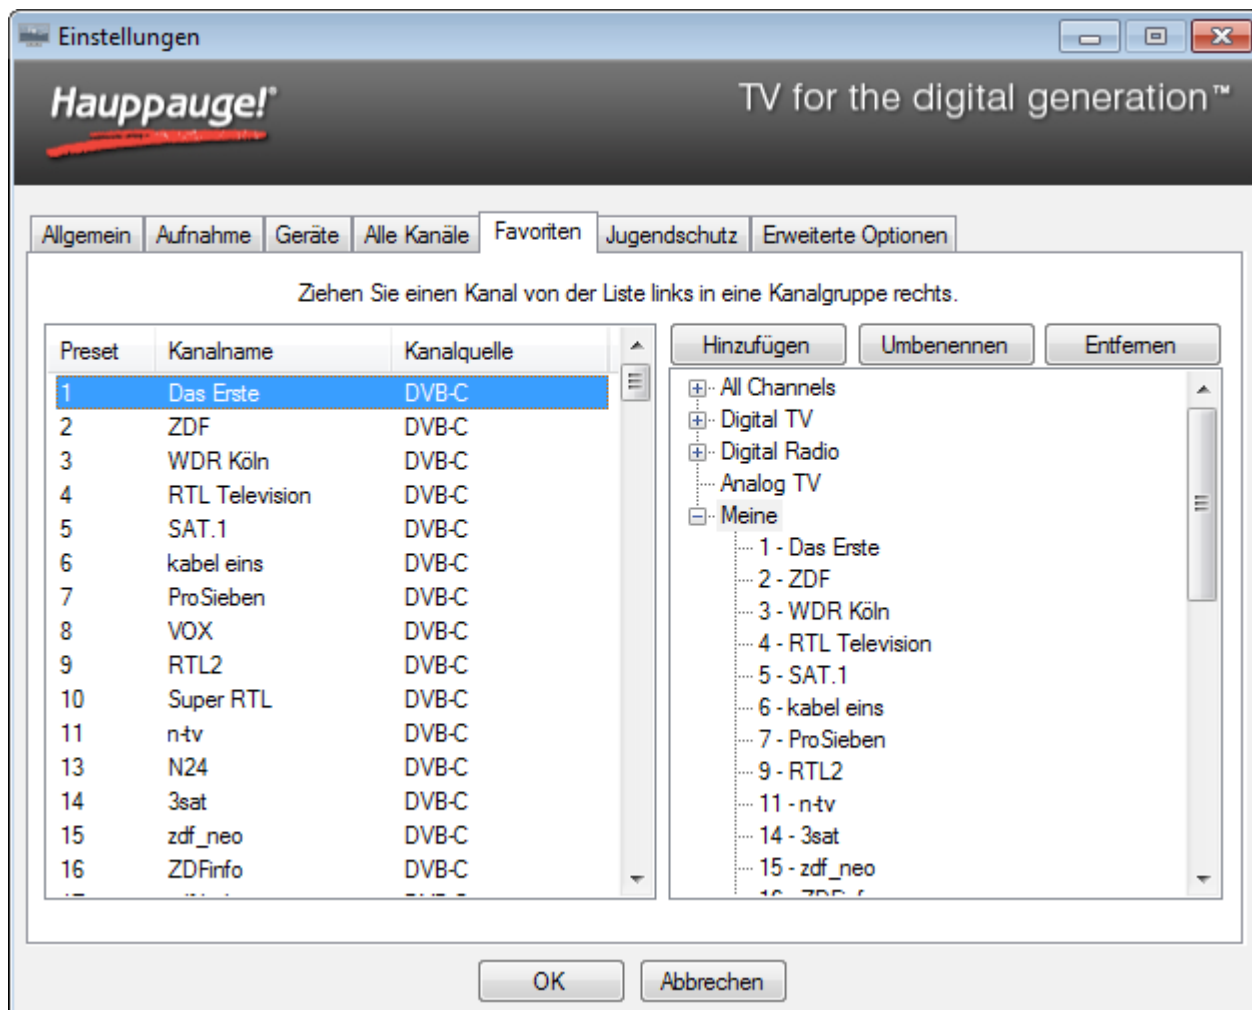 Einstellungen
Hauppauge!®
TV for the digital generation™
Allgemein Aufnahme Geräte Alle Kanäle Favoriten Jugendschutz Erweiterte Optionen
Ziehen Sie einen Kanal von der Liste links in eine Kanalgruppe rechts.
Preset Kanalname Kanalquelle
1 Das Erste DVB-C
2 ZDF DVB-C
3 WDR Köln DVB-C
4 RTL Television DVB-C
5 SAT.1 DVB-C
6 kabel eins DVB-C
7 ProSieben DVB-C
8 VOX DVB-C
9 RTL2 DVB-C
10 Super RTL DVB-C
11 n-tv DVB-C
13 N24 DVB-C
14 3sat DVB-C
15 zdf_neo DVB-C
16 ZDFinfo DVB-C
Hinzufügen Umbenennen Entfernen
All Channels
Digital TV
Digital Radio
Analog TV
Meine
1 - Das Erste
2 - ZDF
3 - WDR Köln
4 - RTL Television
5 - SAT.1
6 - kabel eins
7 - ProSieben
9 - RTL2
11 - n-tv
14 - 3sat
15 - zdf_neo
OK Abbrechen